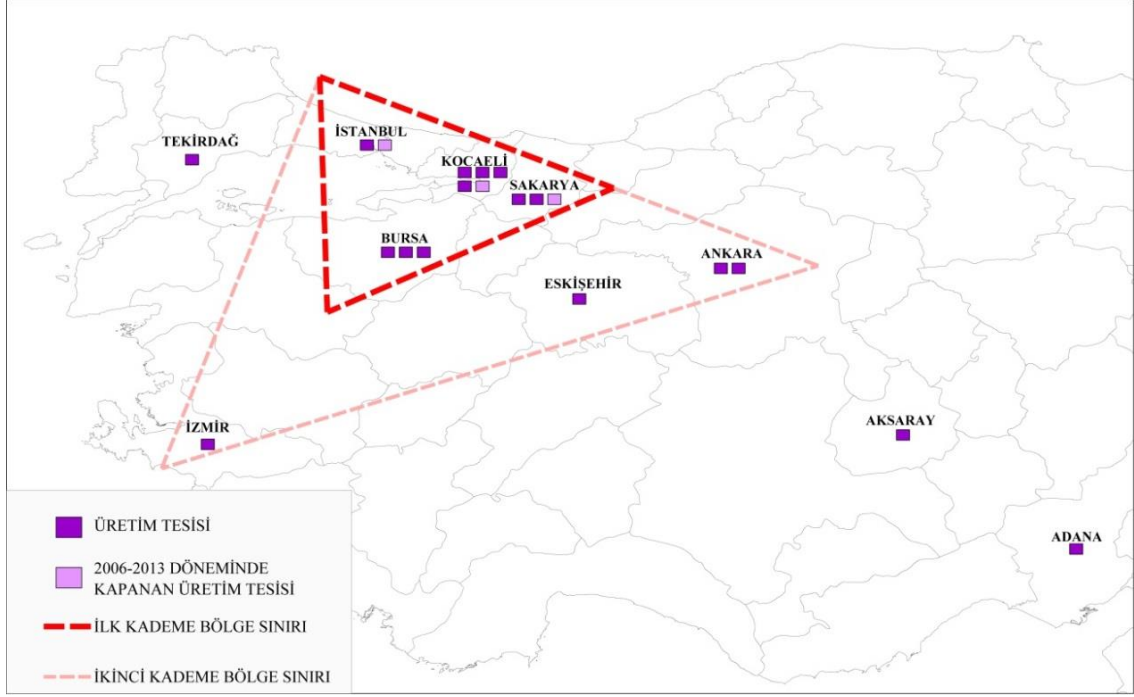 İSTANBUL
TEKİRDAĞ
KOCAELİ
SAKARYA
BURSA
ANKARA
ESKİŞEHİR
İZMİR
AKSARAY
ADANA
ÜRETİM TESİSİ
2006-2013 DÖNEMİNDE
KAPANAN ÜRETİM TESİSİ
İLK KADEME BÖLGE SINIRI
İKİNCİ KADEME BÖLGE SINIRI